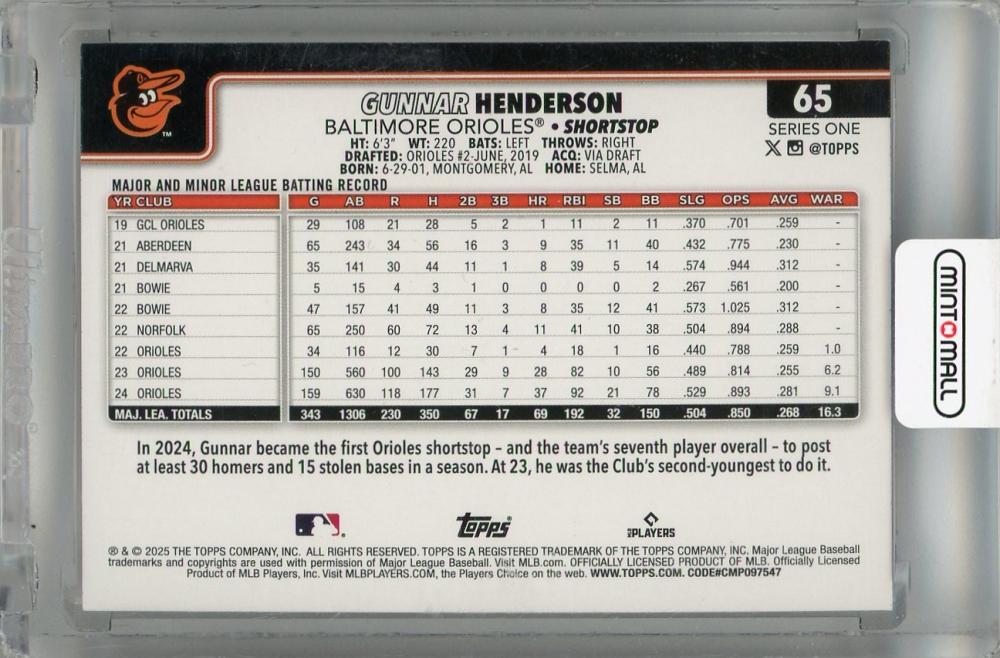 GUNNAR HENDERSON
65
BALTIMORE ORIOLES® • SHORTSTOP
SERIES ONE
HT: 6'3" WT: 220 BATS: LEFT THROWS: RIGHT
@TOPPS
DRAFTED: ORIOLES #2-JUNE, 2019 ACQ: VIA DRAFT
BORN: 6-29-01, MONTGOMERY, AL HOME: SELMA, AL
TM
MAJOR AND MINOR LEAGUE BATTING RECORD
YR CLUB G AB R H 2B 3B HR RBI SB BB SLG OPS AVG WAR
19 GCL ORIOLES 29 108 21 28 5 2 1 11 2 11 .370 .701 .259 -
21 ABERDEEN 65 243 34 56 16 3 9 35 11 40 .432 .775 .230 -
21 DELMARVA 35 141 30 44 11 1 8 39 5 14 .574 .944 .312 -
21 BOWIE 5 15 4 3 1 0 0 0 0 2 .267 .561 .200 -
22 BOWIE 47 157 41 49 11 3 8 35 12 41 .573 1.025 .312 -
22 NORFOLK 65 250 60 72 13 4 11 41 10 38 .504 .894 .288 -
22 ORIOLES 34 116 12 30 7 1 4 18 1 16 .440 .788 .259 1.0
23 ORIOLES 150 560 100 143 29 9 28 82 10 56 .489 .814 .255 6.2
24 ORIOLES 159 630 118 177 31 7 37 92 21 78 .529 .893 .281 9.1
MAJ. LEA. TOTALS 343 1306 230 350 67 17 69 192 32 150 .504 .850 .268 16.3
In 2024, Gunnar became the first Orioles shortstop – and the team's seventh player overall – to post
at least 30 homers and 15 stolen bases in a season. At 23, he was the Club's second-youngest to do it.
Topps®
PLAYERS
® & © 2025 THE TOPPS COMPANY, INC. ALL RIGHTS RESERVED. TOPPS IS A REGISTERED TRADEMARK OF THE TOPPS COMPANY, INC. Major League Baseball
trademarks and copyrights are used with permission of Major League Baseball. Visit MLB.com. OFFICIALLY LICENSED PRODUCT OF MLB. Officially Licensed
Product of MLB Players, Inc. Visit MLBPLAYERS.COM, the Players Choice on the web. WWW.TOPPS.COM. CODE#CMP097547
MINT MALL